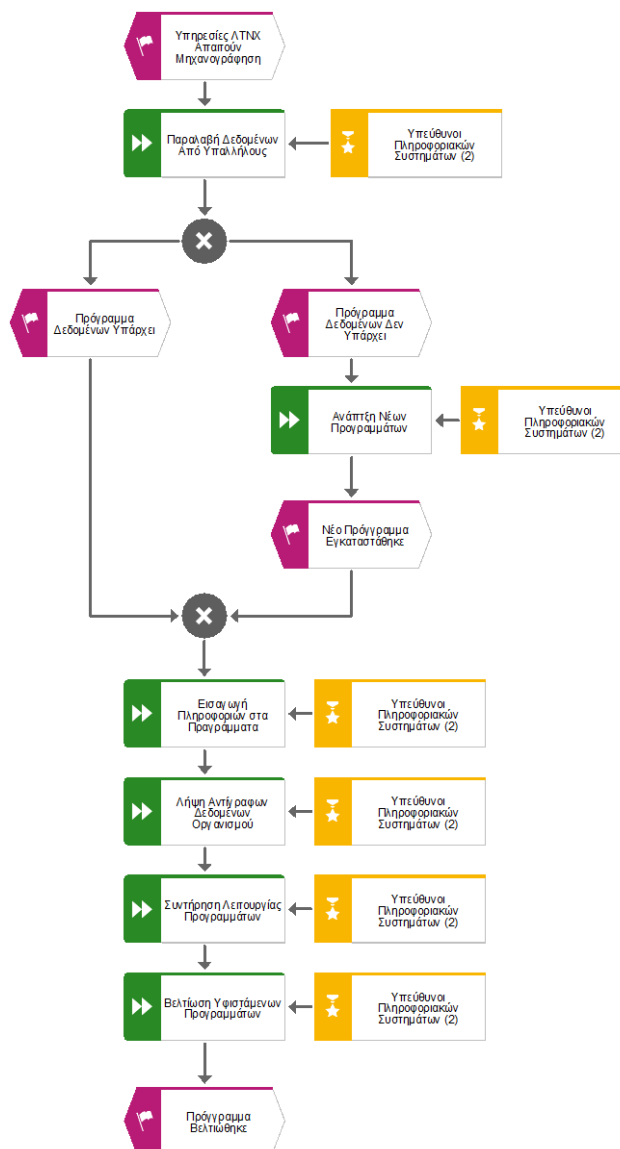 Υπηρεσίες ΛΤΝΧ
Απαιτούν
Μηχανογράφηση
Παραλαβή Δεδομένων
Από Υπαλλήλους
Υπεύθυνοι
Πληροφοριακών
Συστημάτων (2)
Πρόγραμμα
Δεδομένων Υπάρχει
Πρόγραμμα
Δεδομένων Δεν
Υπάρχει
Ανάπτξη Νέων
Προγραμμάτων
Υπεύθυνοι
Πληροφοριακών
Συστημάτων (2)
Νέο Πρόγγραμμα
Εγκαταστάθηκε
Εισαγωγή
Πληροφοριών στα
Πραγράμματα
Υπεύθυνοι
Πληροφοριακών
Συστημάτων (2)
Λήψη Αντίγραφων
Δεδομένων
Οργανισμού
Υπεύθυνοι
Πληροφοριακών
Συστημάτων (2)
Συντήρηση Λειτουργίας
Προγραμμάτων
Υπεύθυνοι
Πληροφοριακών
Συστημάτων (2)
Βελτίωση Υφιστάμενων
Προγραμμάτων
Υπεύθυνοι
Πληροφοριακών
Συστημάτων (2)
Πρόγραμμα
Βελτιώθηκε